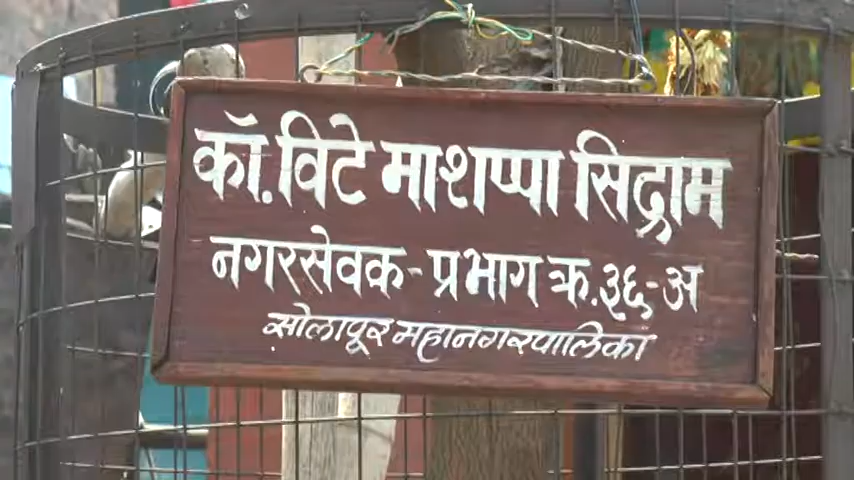 कॉ. विटे माशप्पा सिद्राम
नगरसेवक - प्रभाग क्र. ३६-अ
सोलापूर महानगरपालिका